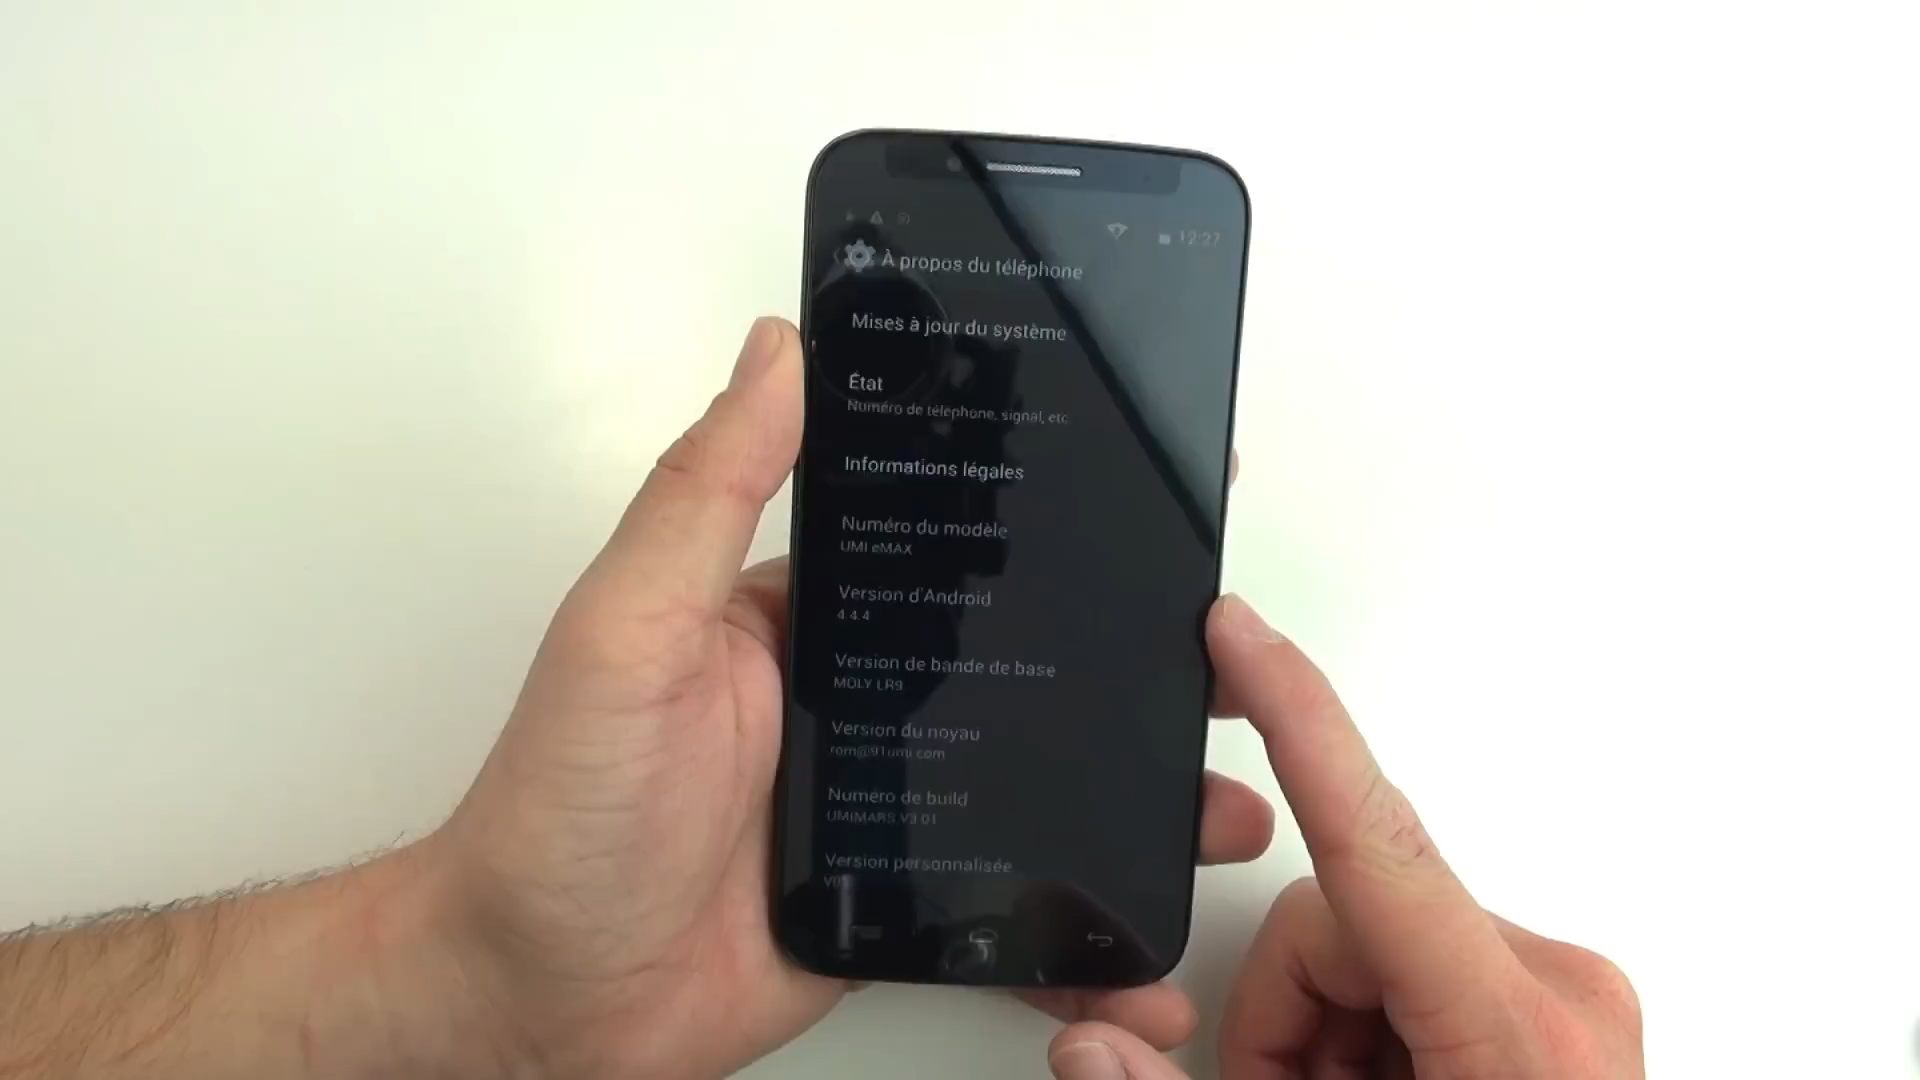 12:27
À propos du téléphone
Mises à jour du système
État
Numéro de téléphone, signal, etc
Informations légales
Numéro du modèle
UMI eMAX
Version d'Android
4.4.4
Version de bande de base
MOLY LR9
Version du noyau
rom@91umi.com
Numéro de build
UMIMARS V3.01
Version personnalisée